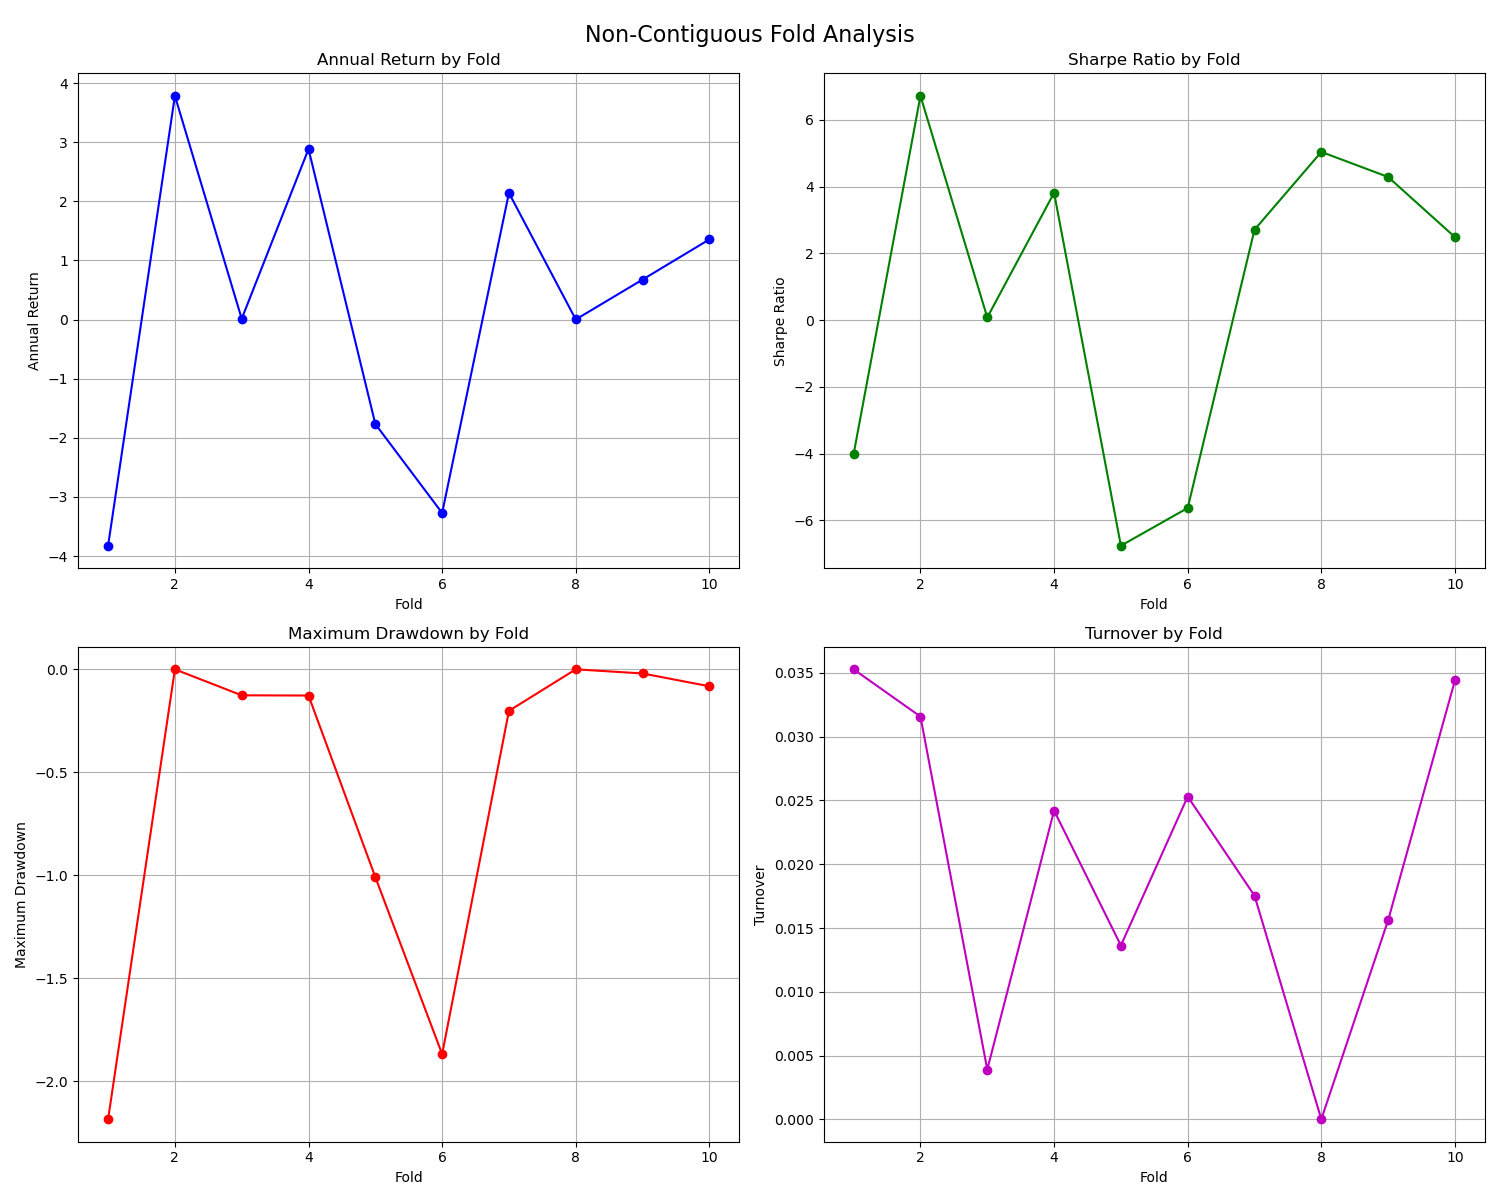 Non-Contiguous Fold Analysis
Annual Return by Fold
Annual Return
4
3
2
1
0
−1
−2
−3
−4
2 4 6 8 10
Fold
Sharpe Ratio by Fold
Sharpe Ratio
6
4
2
0
−2
−4
−6
2 4 6 8 10
Fold
Maximum Drawdown by Fold
Maximum Drawdown
0.0
−0.5
−1.0
−1.5
−2.0
2 4 6 8 10
Fold
Turnover by Fold
Turnover
0.035
0.030
0.025
0.020
0.015
0.010
0.005
0.000
2 4 6 8 10
Fold